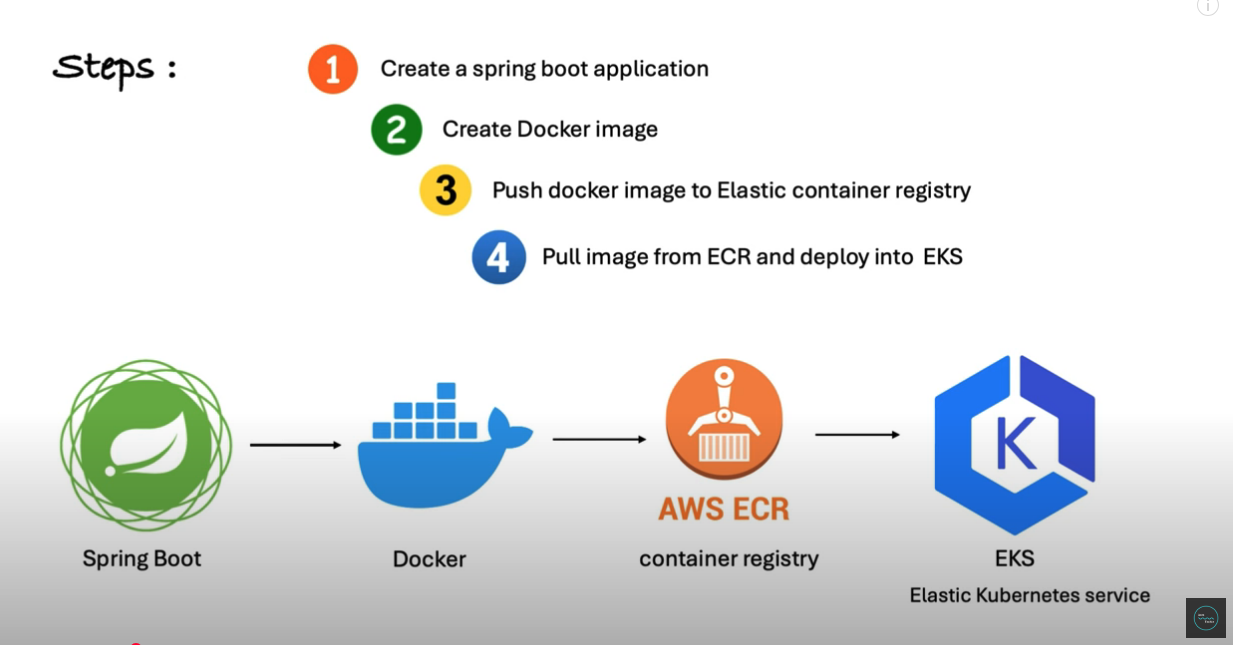 Steps :
1 Create a spring boot application
2 Create Docker image
3 Push docker image to Elastic container registry
4 Pull image from ECR and deploy into EKS
K
AWS ECR
Spring Boot
Docker
container registry
EKS
Elastic Kubernetes service